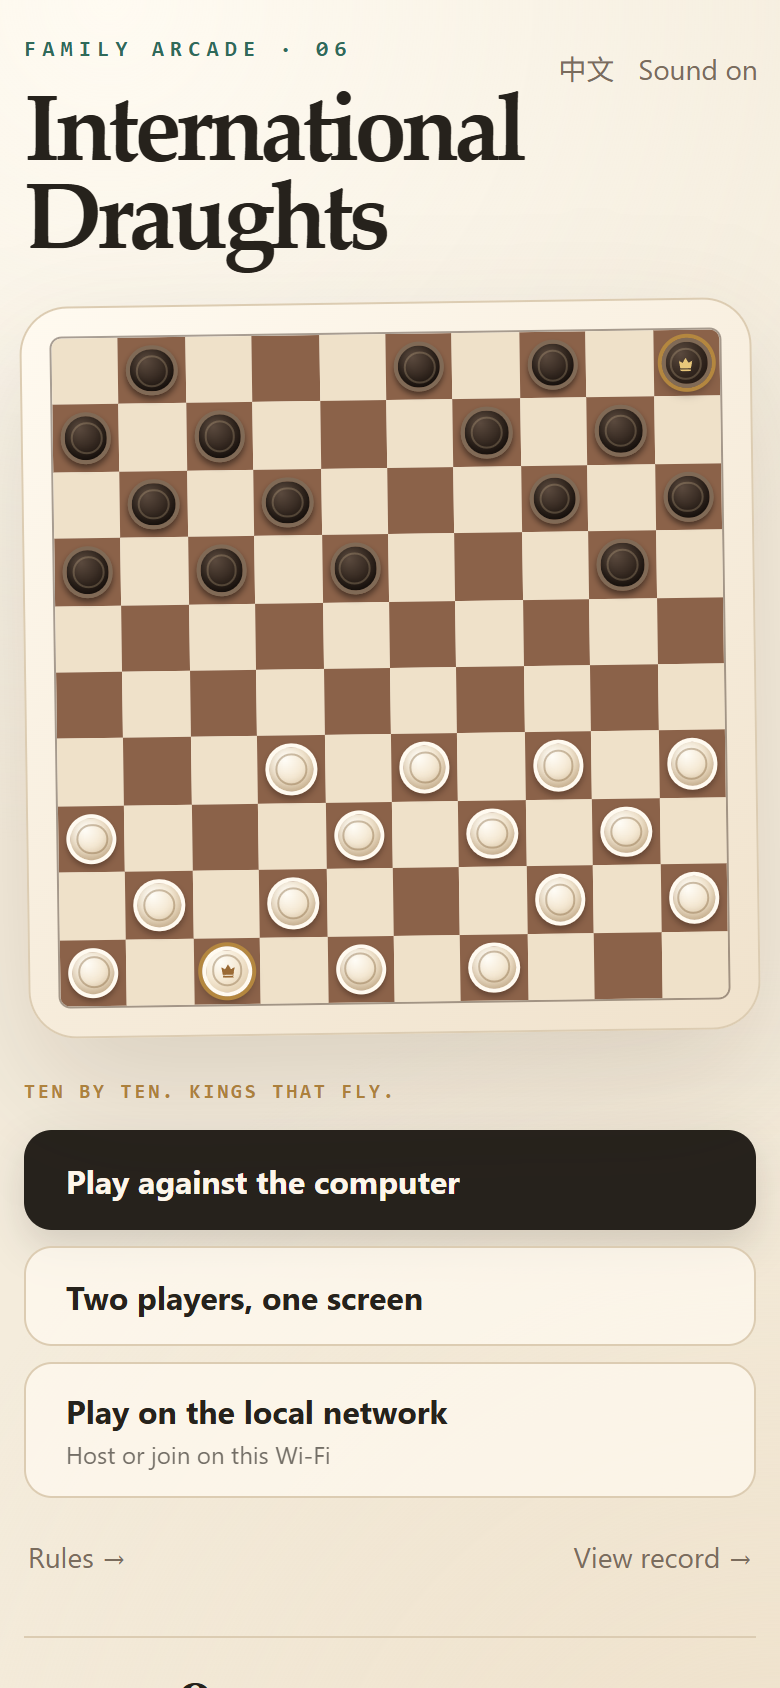 FAMILY ARCADE · 06
中文 Sound on
International
Draughts
TEN BY TEN. KINGS THAT FLY.
Play against the computer
Two players, one screen
Play on the local network
Host or join on this Wi-Fi
Rules →
View record →